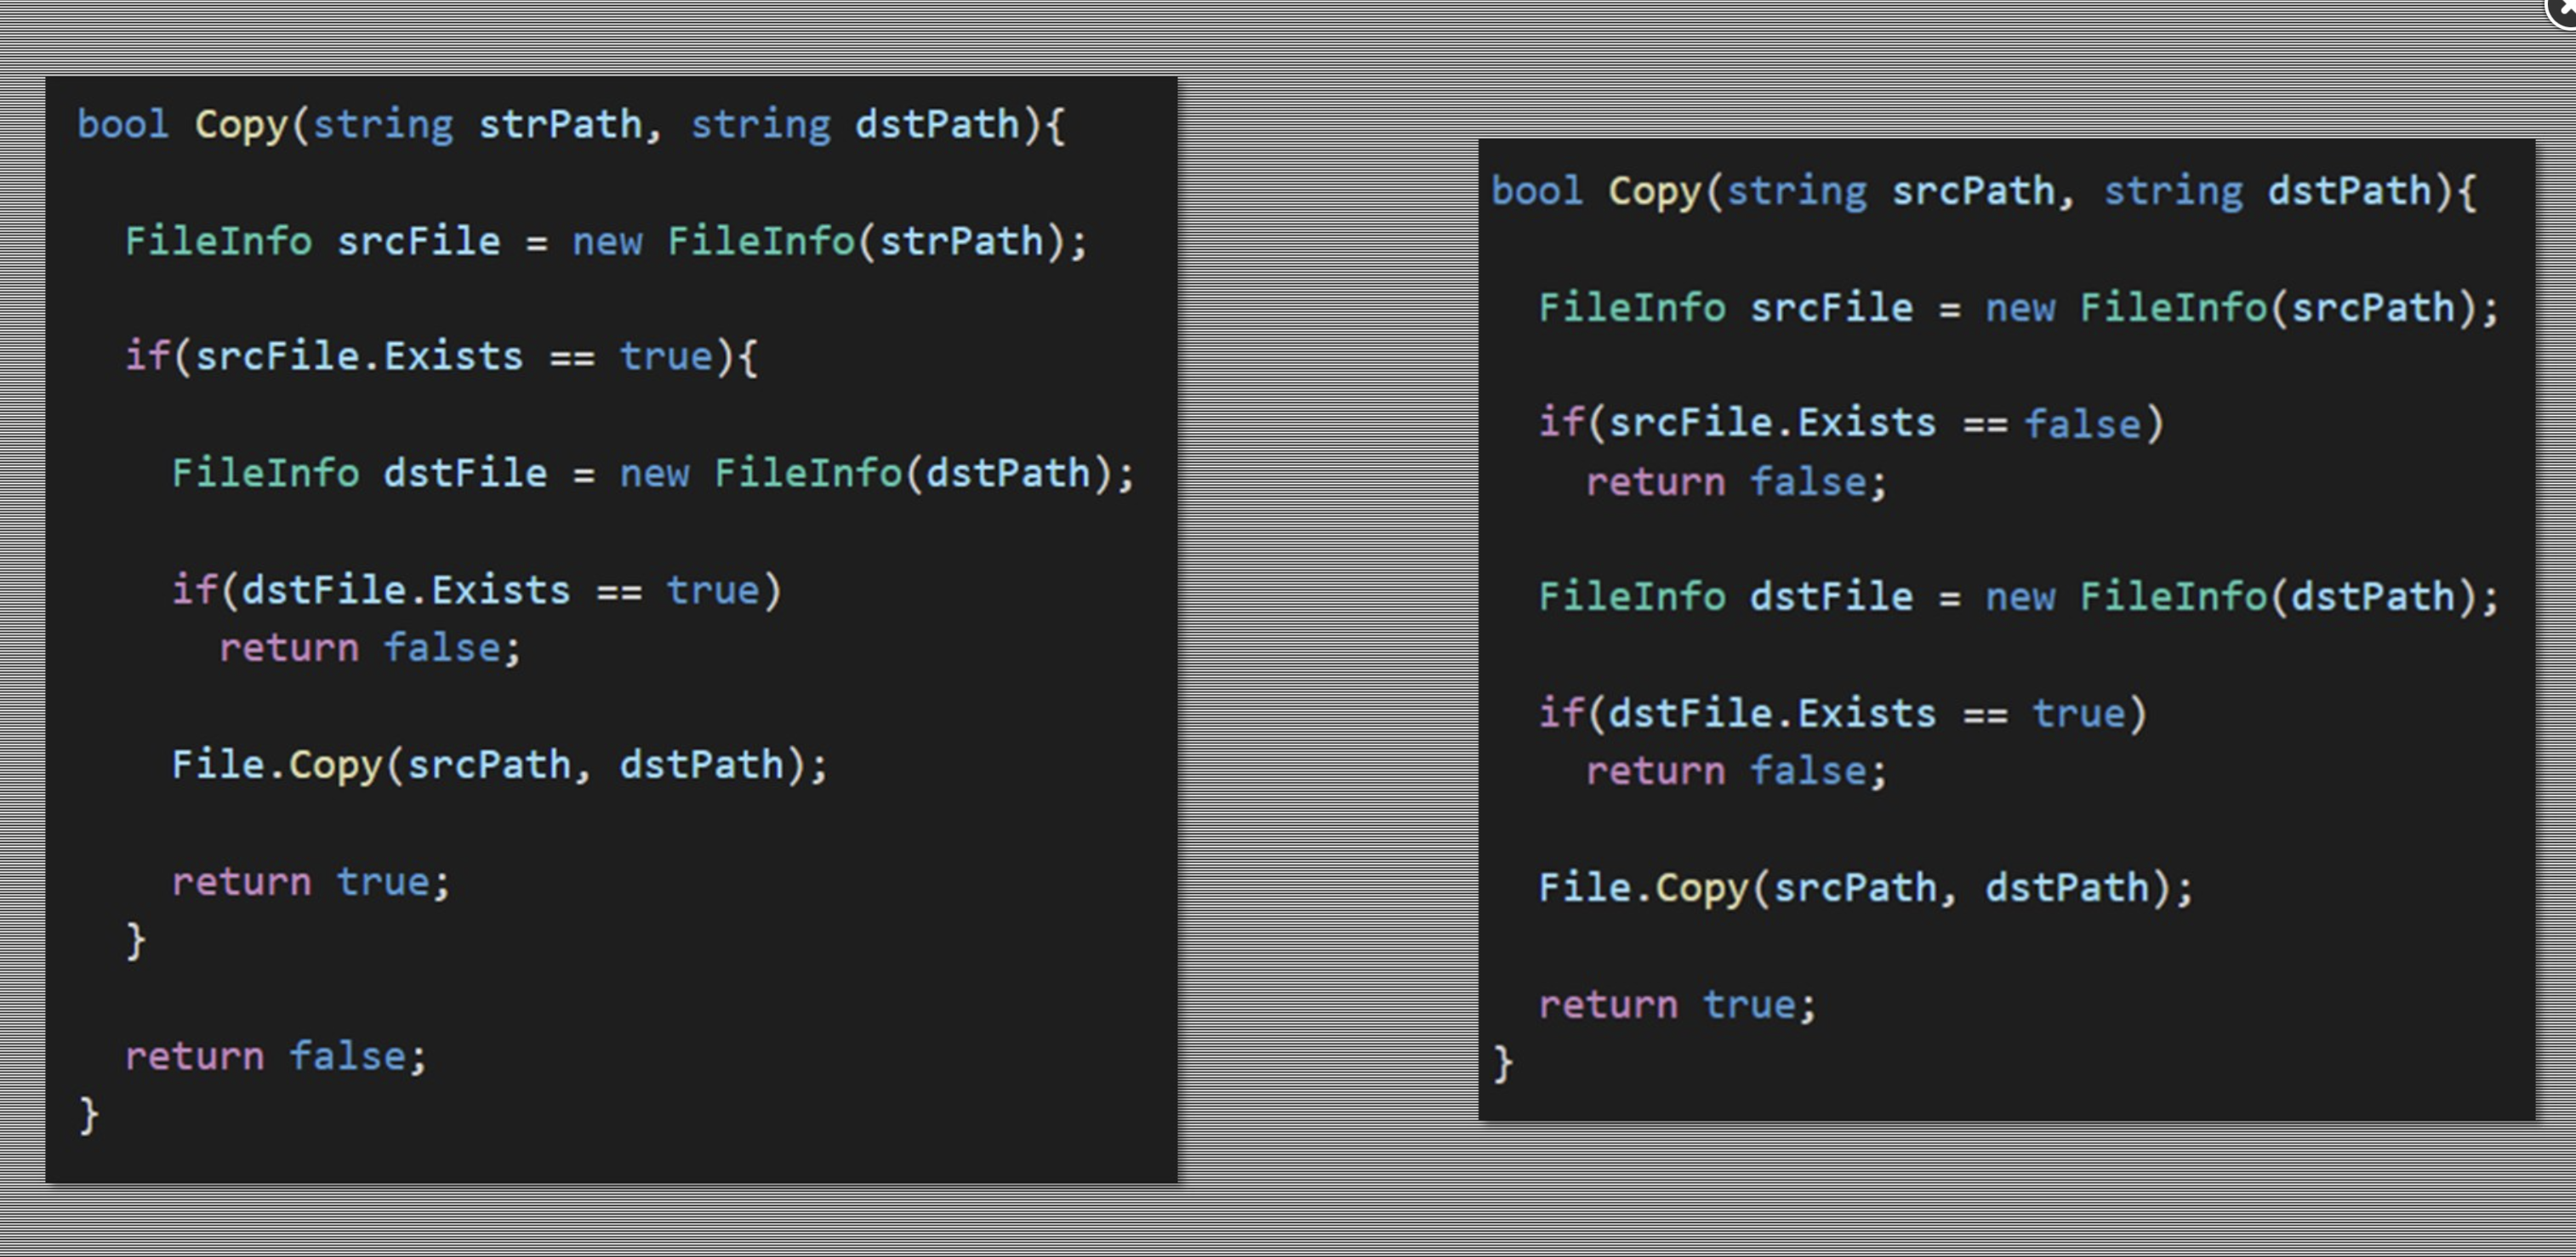 bool Copy(string strPath, string dstPath){
FileInfo srcFile = new FileInfo(strPath);
if(srcFile.Exists == true){
FileInfo dstFile = new FileInfo(dstPath);
if(dstFile.Exists == true)
return false;
File.Copy(srcPath, dstPath);
return true;
}
return false;
}
bool Copy(string srcPath, string dstPath){
FileInfo srcFile = new FileInfo(srcPath);
if(srcFile.Exists == false)
return false;
FileInfo dstFile = new FileInfo(dstPath);
if(dstFile.Exists == true)
return false;
File.Copy(srcPath, dstPath);
return true;
}